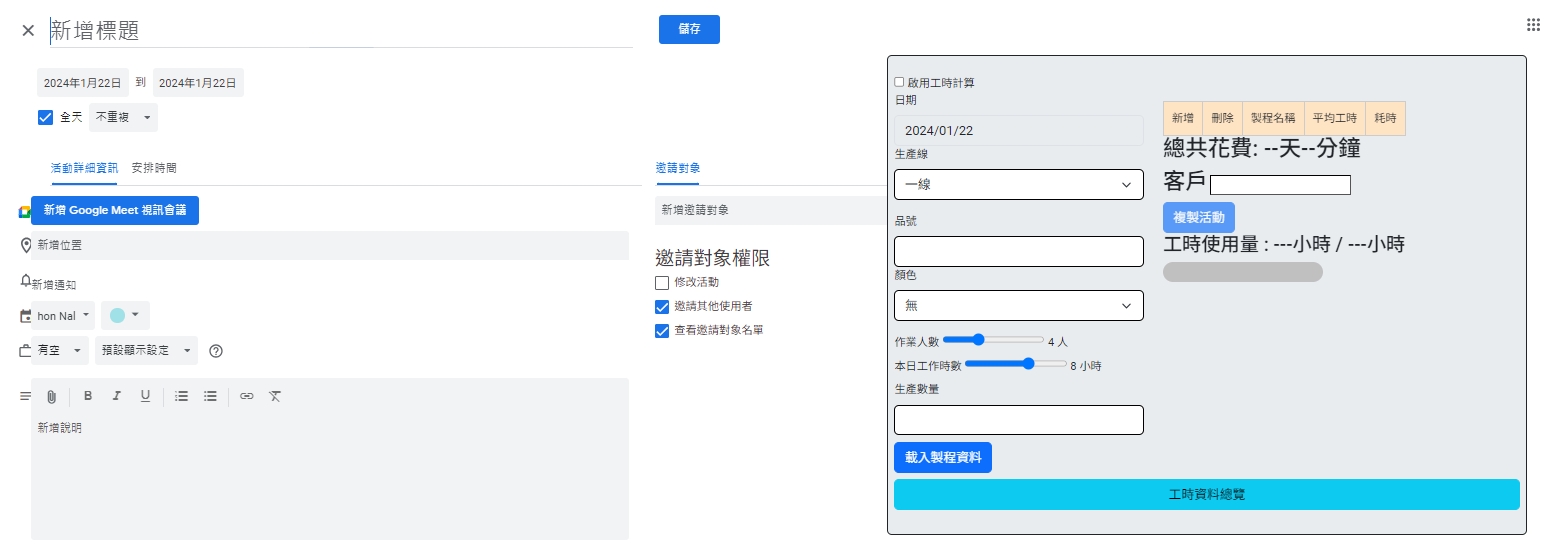 新增標題
儲存
2024年1月22日 到 2024年1月22日
全天 不重複
活動詳細資訊 安排時間
新增 Google Meet 視訊會議
新增位置
新增通知
hon Nal
有空 預設顯示設定
B I U
新增說明
邀請對象
新增邀請對象
邀請對象權限
修改活動
邀請其他使用者
查看邀請對象名單
啟用工時計算
日期
2024/01/22
生產線
一線
品號
顏色
無
作業人數 4 人
本日工作時數 8 小時
生產數量
載入製程資料
新增 刪除 製程名稱 平均工時 耗時
總共花費: --天--分鐘
客戶
複製活動
工時使用量 : ---小時 / ---小時
工時資料總覽